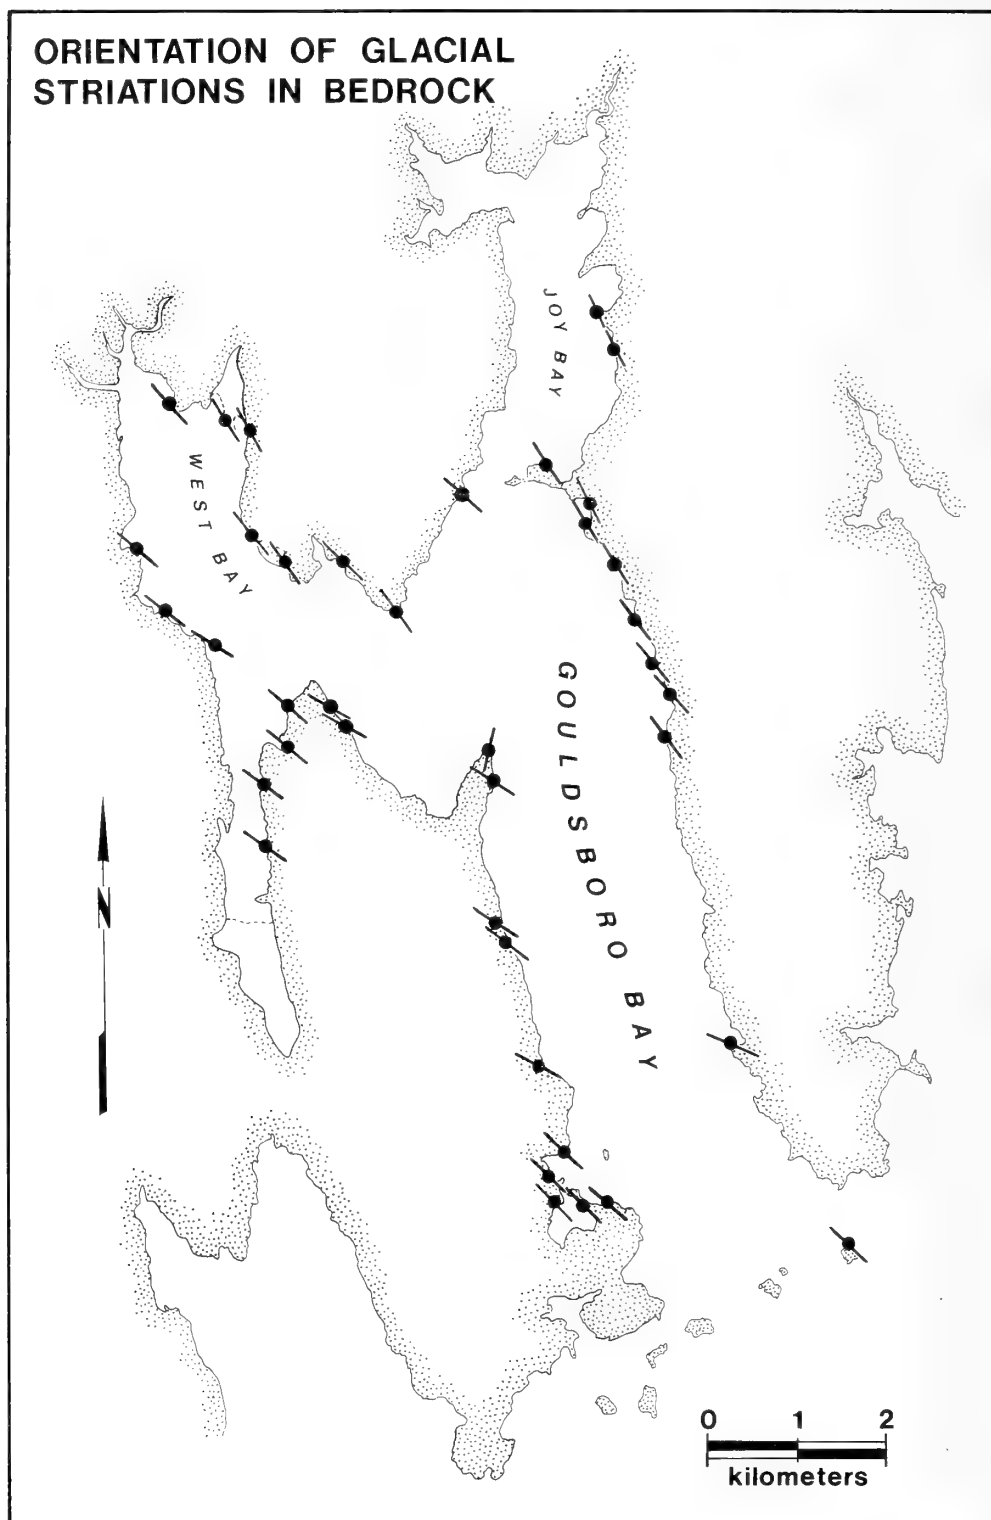 ORIENTATION OF GLACIAL
STRIATIONS IN BEDROCK
JOY BAY
WEST BAY
GOULDSBORO BAY
N
0 1 2
kilometers